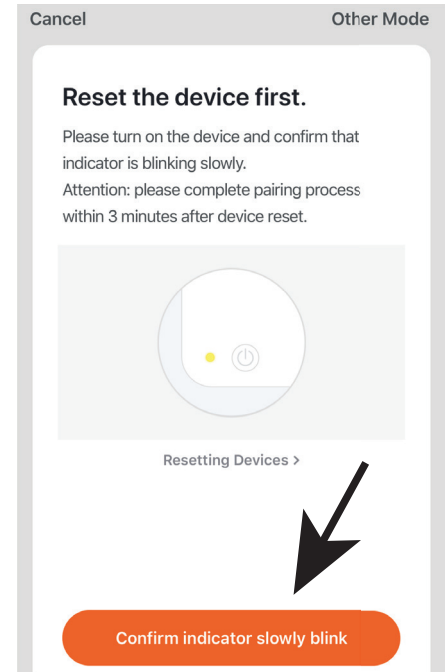 Cancel Other Mode
Reset the device first.
Please turn on the device and confirm that
indicator is blinking slowly.
Attention: please complete pairing process
within 3 minutes after device reset.
Resetting Devices >
Confirm indicator slowly blink